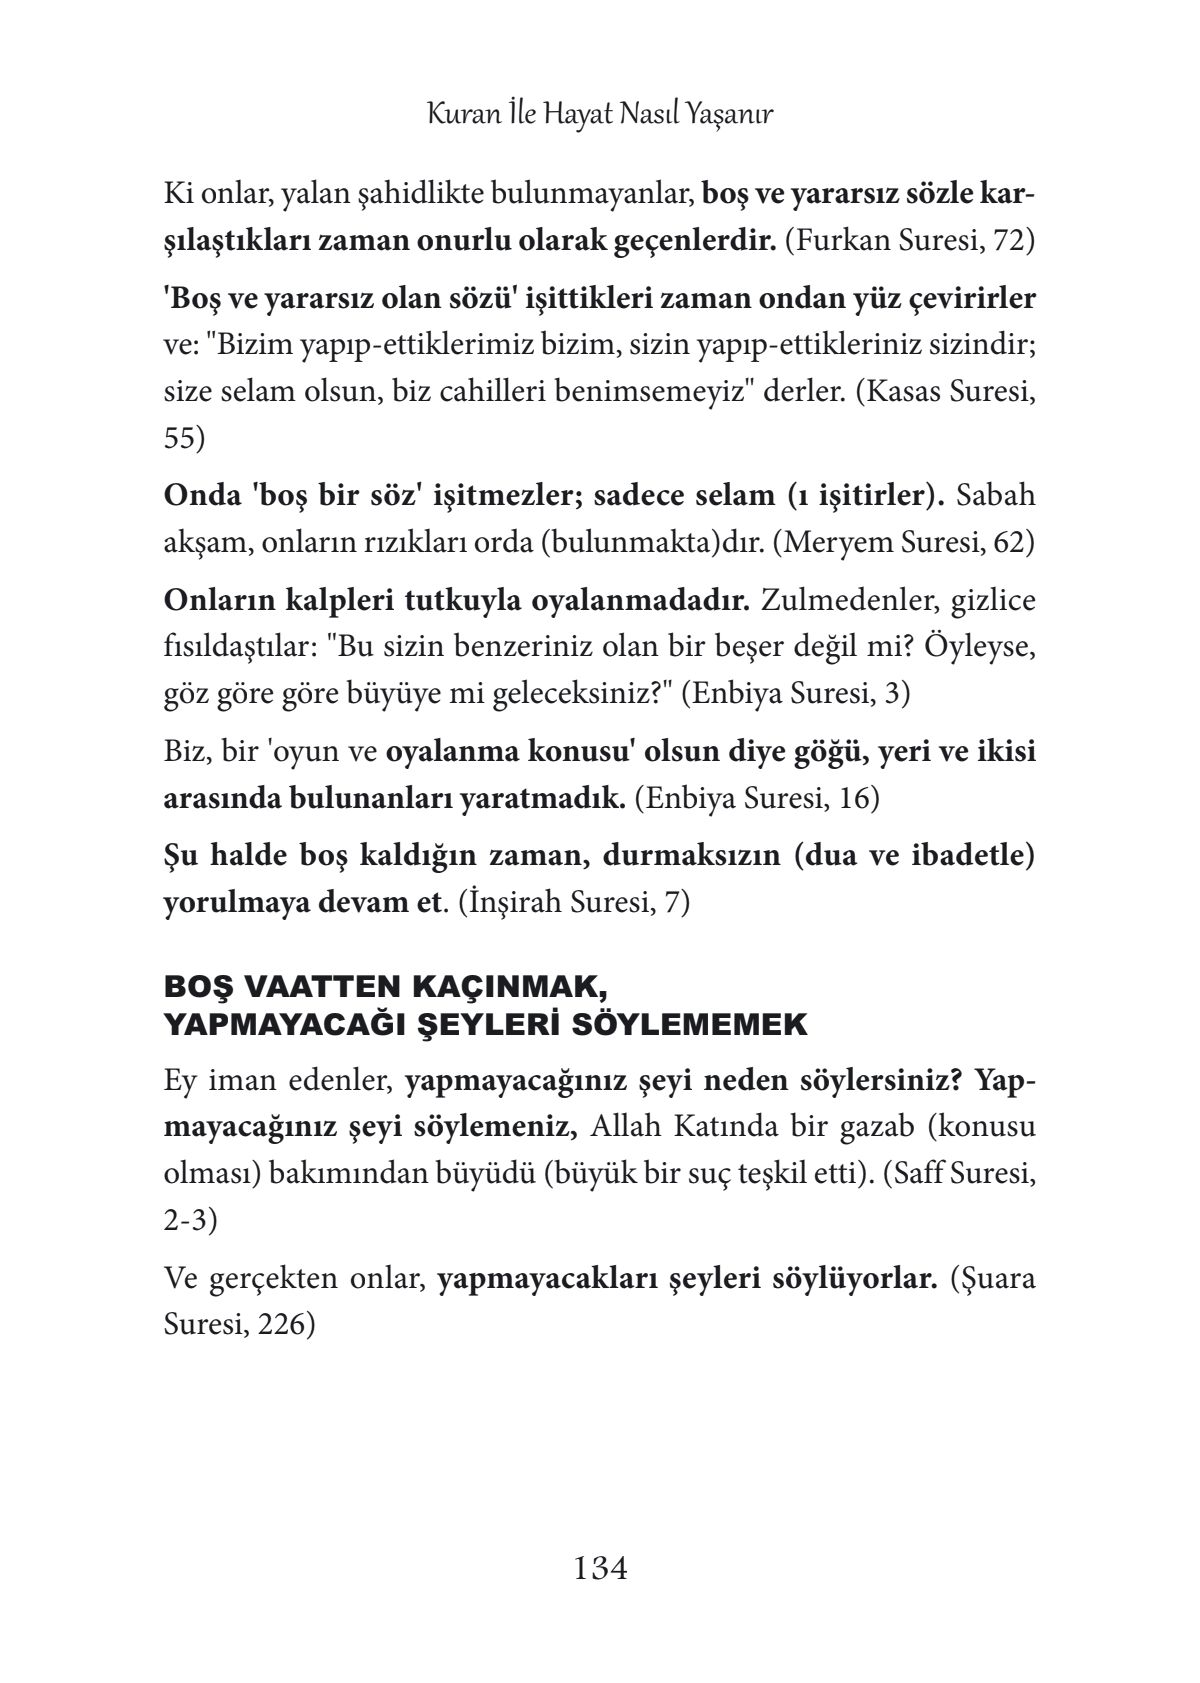 Kuran İle Hayat Nasıl Yaşanır
Ki onlar, yalan şahidlikte bulunmayanlar, boş ve yararsız sözle kar-
şılaştıkları zaman onurlu olarak geçenlerdir. (Furkan Suresi, 72)
'Boş ve yararsız olan sözü' işittikleri zaman ondan yüz çevirirler
ve: "Bizim yapıp-ettiklerimiz bizim, sizin yapıp-ettikleriniz sizindir;
size selam olsun, biz cahilleri benimsemeyiz" derler. (Kasas Suresi,
55)
Onda 'boş bir söz' işitmezler; sadece selam (ı işitirler). Sabah
akşam, onların rızıkları orda (bulunmakta)dır. (Meryem Suresi, 62)
Onların kalpleri tutkuyla oyalanmadadır. Zulmedenler, gizlice
fısıldaştılar: "Bu sizin benzeriniz olan bir beşer değil mi? Öyleyse,
göz göre göre büyüye mi geleceksiniz?" (Enbiya Suresi, 3)
Biz, bir 'oyun ve oyalanma konusu' olsun diye göğü, yeri ve ikisi
arasında bulunanları yaratmadık. (Enbiya Suresi, 16)
Şu halde boş kaldığın zaman, durmaksızın (dua ve ibadetle)
yorulmaya devam et. (İnşirah Suresi, 7)
BOŞ VAATTEN KAÇINMAK,
YAPMAYACAĞI ŞEYLERİ SÖYLEMEMEK
Ey iman edenler, yapmayacağınız şeyi neden söylersiniz? Yap-
mayacağınız şeyi söylemeniz, Allah Katında bir gazab (konusu
olması) bakımından büyüdü (büyük bir suç teşkil etti). (Saff Suresi,
2-3)
Ve gerçekten onlar, yapmayacakları şeyleri söylüyorlar. (Şuara
Suresi, 226)
134